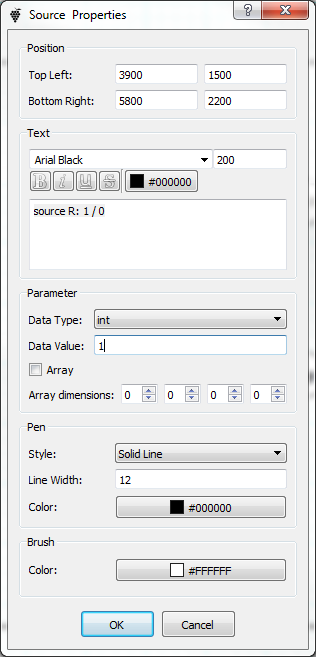 Source Properties
?
Position
Top Left: 3900 1500
Bottom Right: 5800 2200
Text
Arial Black 200
B i U S #000000
source R: 1 / 0
Parameter
Data Type: int
Data Value: 1
Array
Array dimensions: 0 0 0 0
Pen
Style: Solid Line
Line Width: 12
Color: #000000
Brush
Color: #FFFFFF
OK Cancel